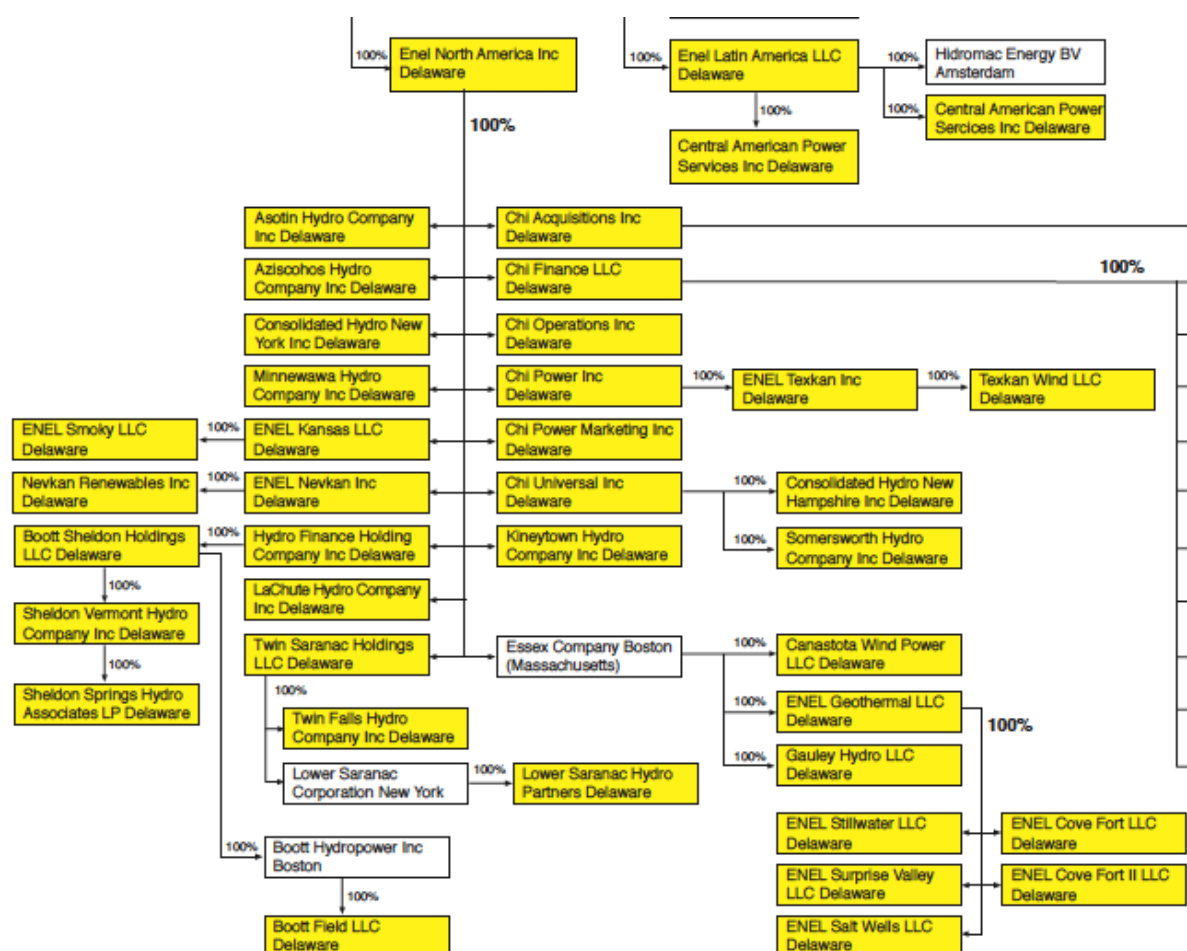 100%
Enel North America Inc
Delaware
100%
Enel Latin America LLC
Delaware
100%
Hidromac Energy BV
Amsterdam
100%
Central American Power
Sercices Inc Delaware
100%
Central American Power
Services Inc Delaware
100%
Asotin Hydro Company
Inc Delaware
Chi Acquisitions Inc
Delaware
Aziscohos Hydro
Company Inc Delaware
Chi Finance LLC
Delaware
100%
Consolidated Hydro New
York Inc Delaware
Chi Operations Inc
Delaware
Minnewawa Hydro
Company Inc Delaware
Chi Power Inc
Delaware
100%
ENEL Texkan Inc
Delaware
100%
Texkan Wind LLC
Delaware
ENEL Smoky LLC
Delaware
100%
ENEL Kansas LLC
Delaware
Chi Power Marketing Inc
Delaware
Nevkan Renewables Inc
Delaware
100%
ENEL Nevkan Inc
Delaware
Chi Universal Inc
Delaware
100%
Consolidated Hydro New
Hampshire Inc Delaware
Boott Sheldon Holdings
LLC Delaware
100%
Hydro Finance Holding
Company Inc Delaware
Kineytown Hydro
Company Inc Delaware
100%
Somersworth Hydro
Company Inc Delaware
100%
LaChute Hydro Company
Inc Delaware
Sheldon Vermont Hydro
Company Inc Delaware
Twin Saranac Holdings
LLC Delaware
Essex Company Boston
(Massachusetts)
100%
Canastota Wind Power
LLC Delaware
100%
100%
Sheldon Springs Hydro
Associates LP Delaware
100%
ENEL Geothermal LLC
Delaware
100%
Twin Falls Hydro
Company Inc Delaware
100%
Gauley Hydro LLC
Delaware
Lower Saranac
Corporation New York
100%
Lower Saranac Hydro
Partners Delaware
ENEL Stillwater LLC
Delaware
ENEL Cove Fort LLC
Delaware
100%
Boott Hydropower Inc
Boston
ENEL Surprise Valley
LLC Delaware
ENEL Cove Fort II LLC
Delaware
100%
Boott Field LLC
Delaware
ENEL Salt Wells LLC
Delaware